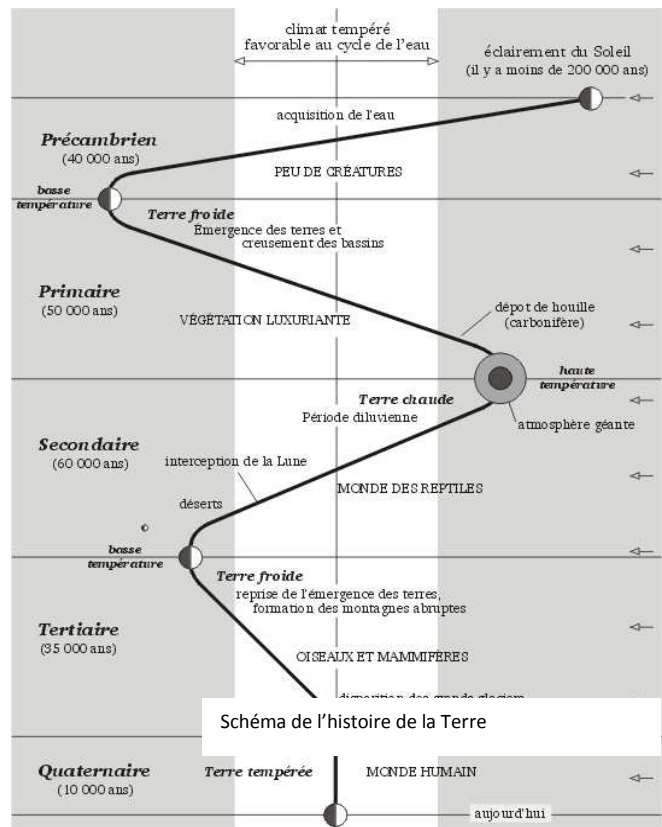 climat tempéré
favorable au cycle de l'eau
éclairement du Soleil
(il y a moins de 200 000 ans)
acquisition de l'eau
Précambrien
(40 000 ans)
PEU DE CRÉATURES
basse
température
Terre froide
Émergence des terres et
creusement des bassins
Primaire
(50 000 ans)
VÉGÉTATION LUXURIANTE
dépot de houille
(carbonifère)
haute
température
Terre chaude
Période diluvienne
atmosphère géante
Secondaire
(60 000 ans)
interception de la Lune
MONDE DES REPTILES
déserts
basse
température
Terre froide
reprise de l'émergence des terres,
formation des montagnes abruptes
Tertiaire
(35 000 ans)
OISEAUX ET MAMMIFÈRES
Schéma de l'histoire de la Terre
Quaternaire
(10 000 ans)
Terre tempérée
MONDE HUMAIN
aujourd'hui